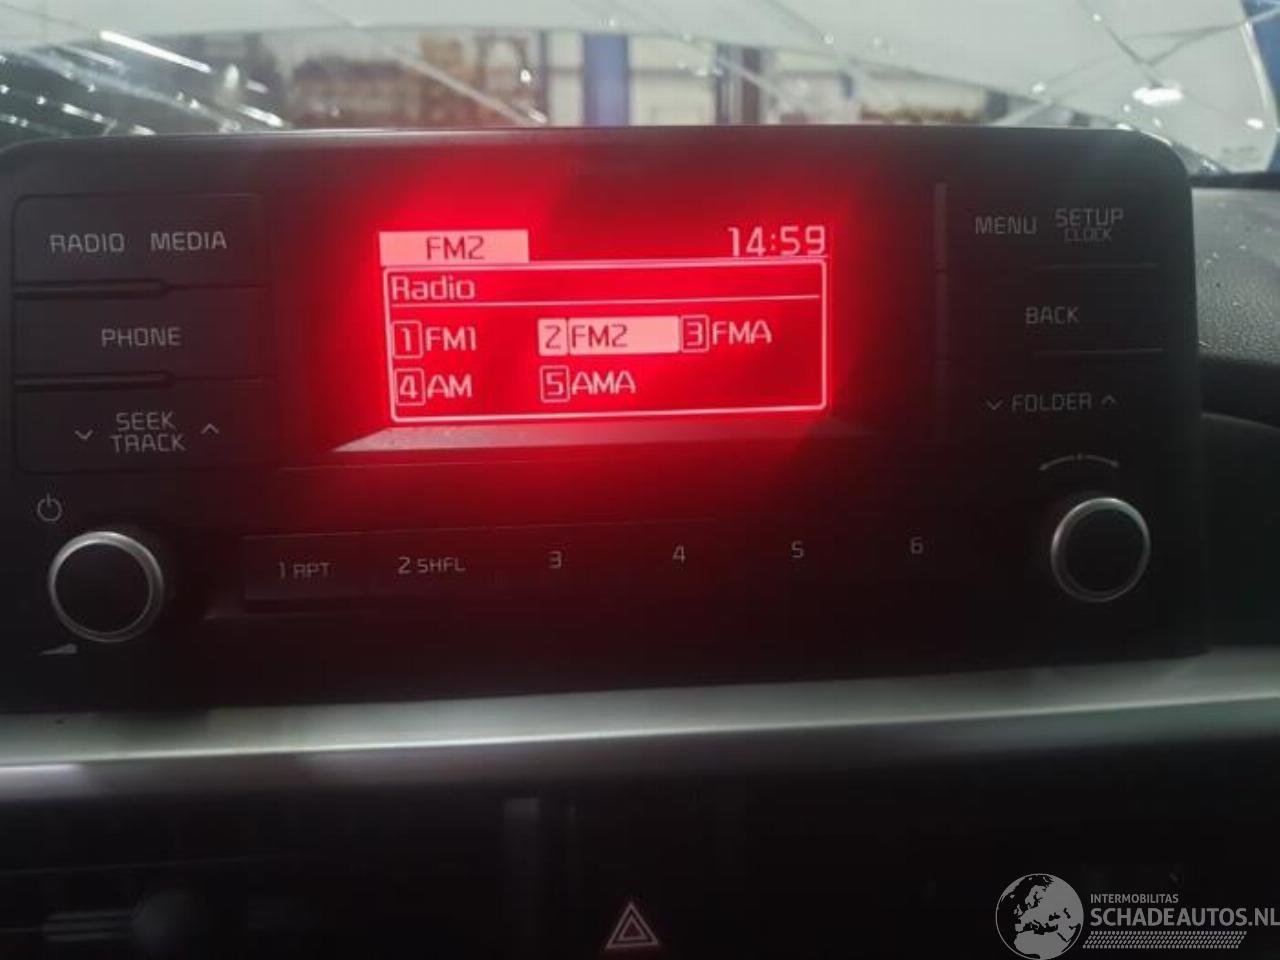 RADIO MEDIA
PHONE
SEEK
TRACK
FM2 14:59
Radio
1 FM1 2 FM2 3 FMA
4 AM 5 AMA
MENU SETUP
CLOCK
BACK
FOLDER
1 RPT 2 SHFL 3 4 5 6
INTERMOBILITAS
SCHADEAUTOS.NL